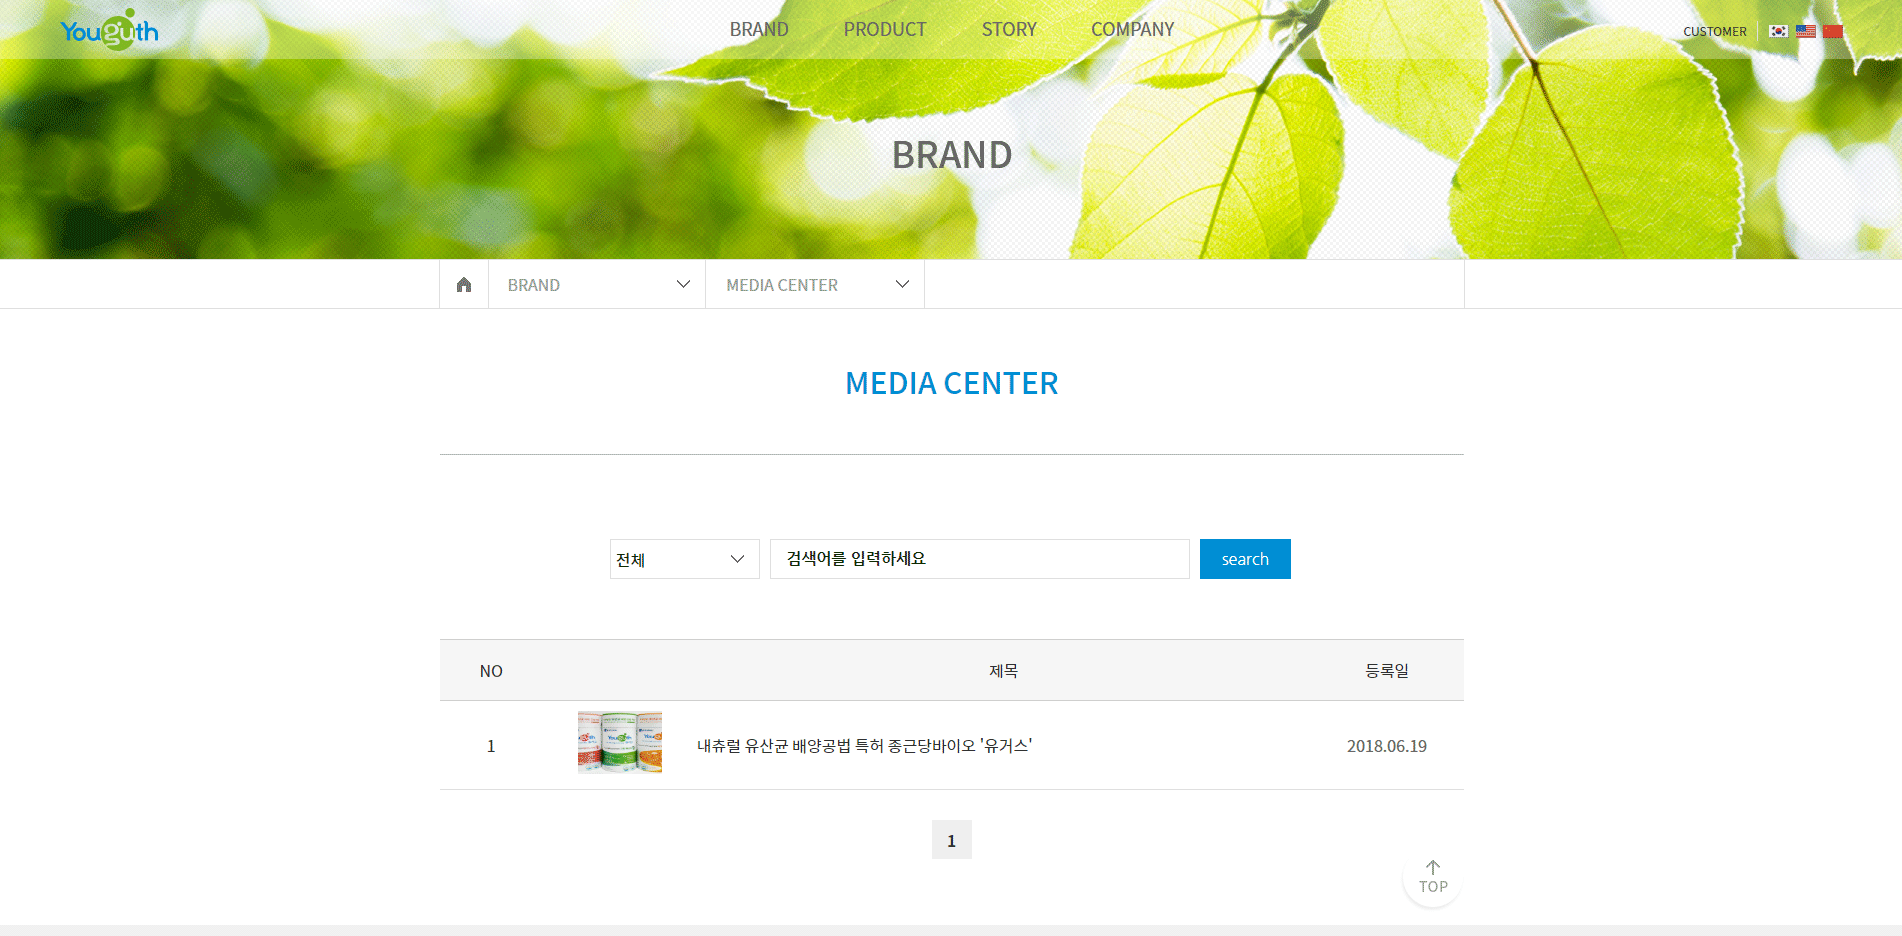 Youguth
BRAND
PRODUCT
STORY
COMPANY
CUSTOMER
BRAND
BRAND
MEDIA CENTER
MEDIA CENTER
전체
검색어를 입력하세요
search
NO
제목
등록일
1
내츄럴 유산균 배양공법 특허 종근당바이오 '유거스'
2018.06.19
1
TOP